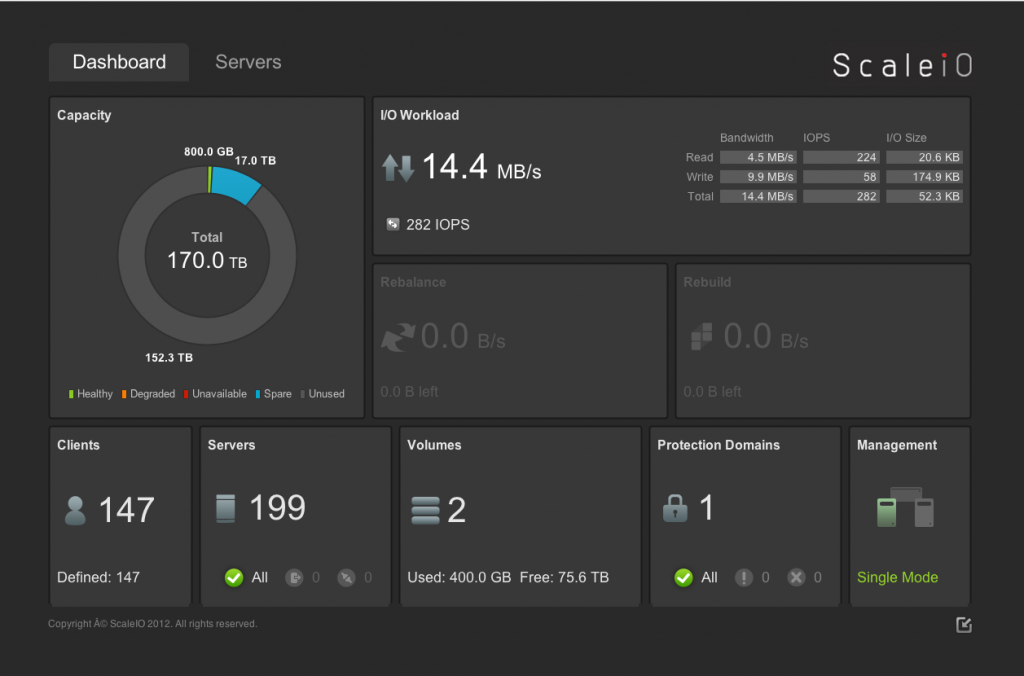 Dashboard Servers
ScaleiO
Capacity
800.0 GB
17.0 TB
Total
170.0 TB
152.3 TB
Healthy Degraded Unavailable Spare Unused
I/O Workload
14.4 MB/s
282 IOPS
Bandwidth IOPS I/O Size
Read 4.5 MB/s 224 20.6 KB
Write 9.9 MB/s 58 174.9 KB
Total 14.4 MB/s 282 52.3 KB
Rebalance
0.0 B/s
0.0 B left
Rebuild
0.0 B/s
0.0 B left
Clients
147
Defined: 147
Servers
199
All 0 0
Volumes
2
Used: 400.0 GB Free: 75.6 TB
Protection Domains
1
All 0 0
Management
Single Mode
Copyright Â© ScaleIO 2012. All rights reserved.